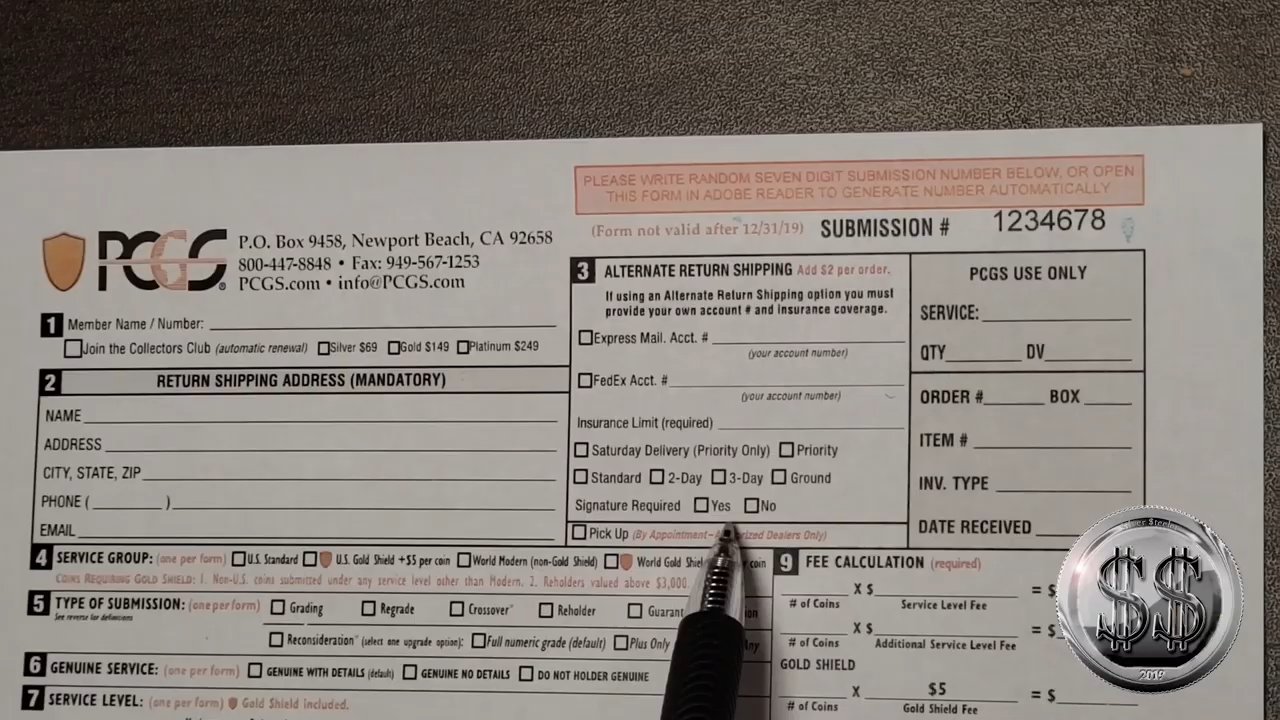 PLEASE WRITE RANDOM SEVEN DIGIT SUBMISSION NUMBER BELOW, OR OPEN
THIS FORM IN ADOBE READER TO GENERATE NUMBER AUTOMATICALLY
(Form not valid after 12/31/19) SUBMISSION # 1234678
PCGS
P.O. Box 9458, Newport Beach, CA 92658
800-447-8848 • Fax: 949-567-1253
PCGS.com • info@PCGS.com
1 Member Name / Number:
Join the Collectors Club (automatic renewal) Silver $69 Gold $149 Platinum $249
2 RETURN SHIPPING ADDRESS (MANDATORY)
NAME
ADDRESS
CITY, STATE, ZIP
PHONE ( )
EMAIL
3 ALTERNATE RETURN SHIPPING Add $2 per order.
If using an Alternate Return Shipping option you must
provide your own account # and insurance coverage.
Express Mail. Acct. #
(your account number)
FedEx Acct. #
(your account number)
Insurance Limit (required)
Saturday Delivery (Priority Only) Priority
Standard 2-Day 3-Day Ground
Signature Required Yes No
Pick Up (By Appointment– Dealers Only)
PCGS USE ONLY
SERVICE:
QTY DV
ORDER # BOX
ITEM #
INV. TYPE
DATE RECEIVED
4 SERVICE GROUP: (one per form) U.S. Standard U.S. Gold Shield +$5 per coin World Modern (non-Gold Shield) World Gold coin
COINS REQUIRING GOLD SHIELD: 1. Non-U.S. coins submitted under any service level other than Modern. 2. Reholders valued above $3,000.
5 TYPE OF SUBMISSION: (one per form) Grading Regrade Crossover Reholder
See reverse for definitions
Reconsideration (select one upgrade option): Full numeric grade (default) Plus Only
6 GENUINE SERVICE: (one per form) GENUINE WITH DETAILS (default) GENUINE NO DETAILS DO NOT HOLDER GENUINE
7 SERVICE LEVEL: (one per form) Gold Shield included.
9 FEE CALCULATION (required)
X $ = $
# of Coins Service Level Fee
X $ = $
# of Coins Additional Service Level Fee
GOLD SHIELD
X $5 = $
# of Coins Gold Shield Fee
Silver Steele
$$
2019